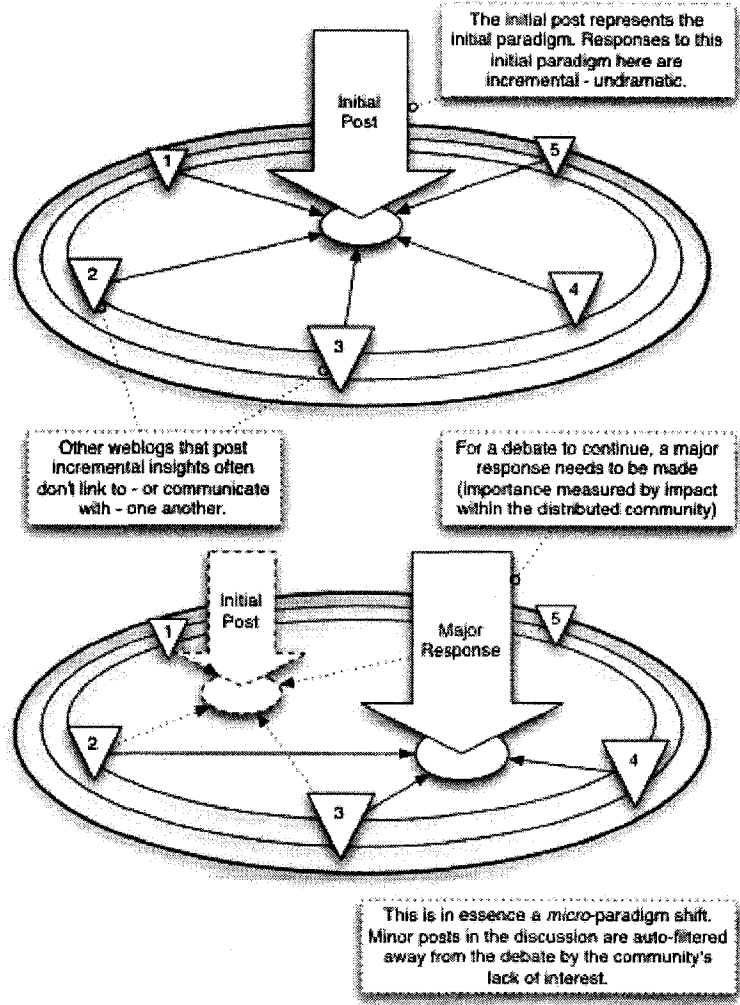 The initial post represents the
initial paradigm. Responses to this
initial paradigm here are
incremental - undramatic.
Initial
Post
1
5
2
4
3
Other weblogs that post
incremental insights often
don't link to - or communicate
with - one another.
For a debate to continue, a major
response needs to be made
(importance measured by impact
within the distributed community)
Initial
Post
1
5
Major
Response
2
4
3
This is in essence a micro-paradigm shift.
Minor posts in the discussion are auto-filtered
away from the debate by the community's
lack of interest.